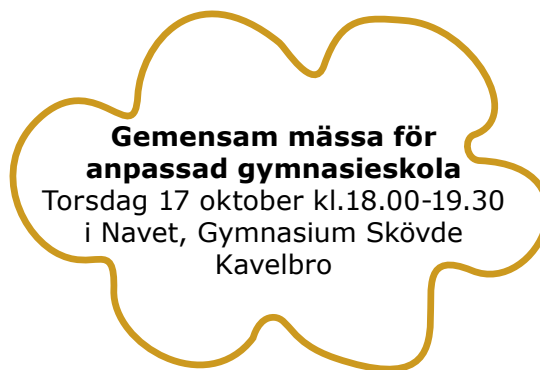 Gemensam mässa för
anpassad gymnasieskola
Torsdag 17 oktober kl.18.00-19.30
i Navet, Gymnasium Skövde
Kavelbro